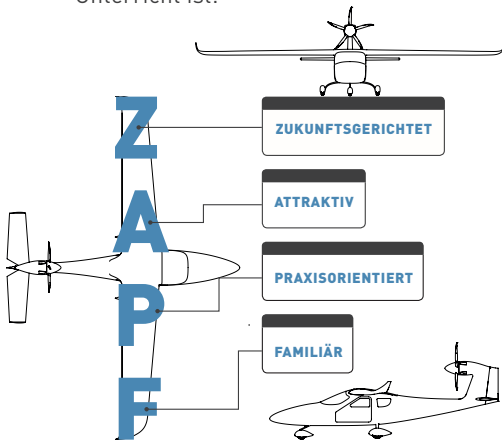 Unterricht ist:
Z
ZUKUNFTSGERICHTET
A
ATTRAKTIV
P
PRAXISORIENTIERT
F
FAMILIÄR